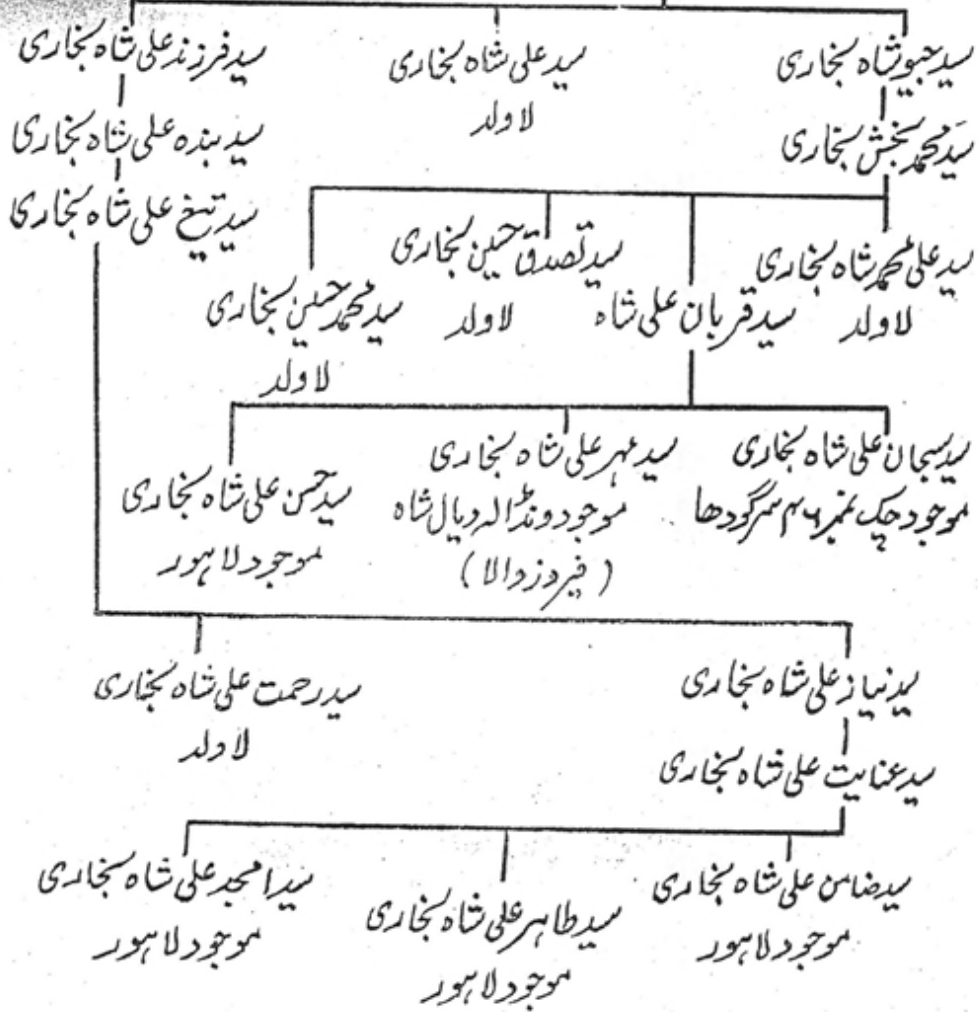 سید جیو شاہ بخاری
سید علی شاہ بخاری
لاولد
سید فرزند علی شاہ بخاری
سید محمد بخش بخاری
سید بندہ علی شاہ بخاری
سید تیغ علی شاہ بخاری
سید علی محمد شاہ بخاری
لاولد
سید قربان علی شاہ
سید تصدق حسین بخاری
لاولد
سید محمد حسین بخاری
لاولد
سید سبحان علی شاہ بخاری
موجود چک نمبر سرگودھا
سید مہر علی شاہ بخاری
موجود ونڈالہ دیال شاہ
(فیروزوالا)
سید حسن علی شاہ بخاری
موجود لاہور
سید نیاز علی شاہ بخاری
سید رحمت علی شاہ بخاری
لاولد
سید عنایت علی شاہ بخاری
سید ضامن علی شاہ بخاری
موجود لاہور
سید طاہر علی شاہ بخاری
موجود لاہور
سید امجد علی شاہ بخاری
موجود لاہور